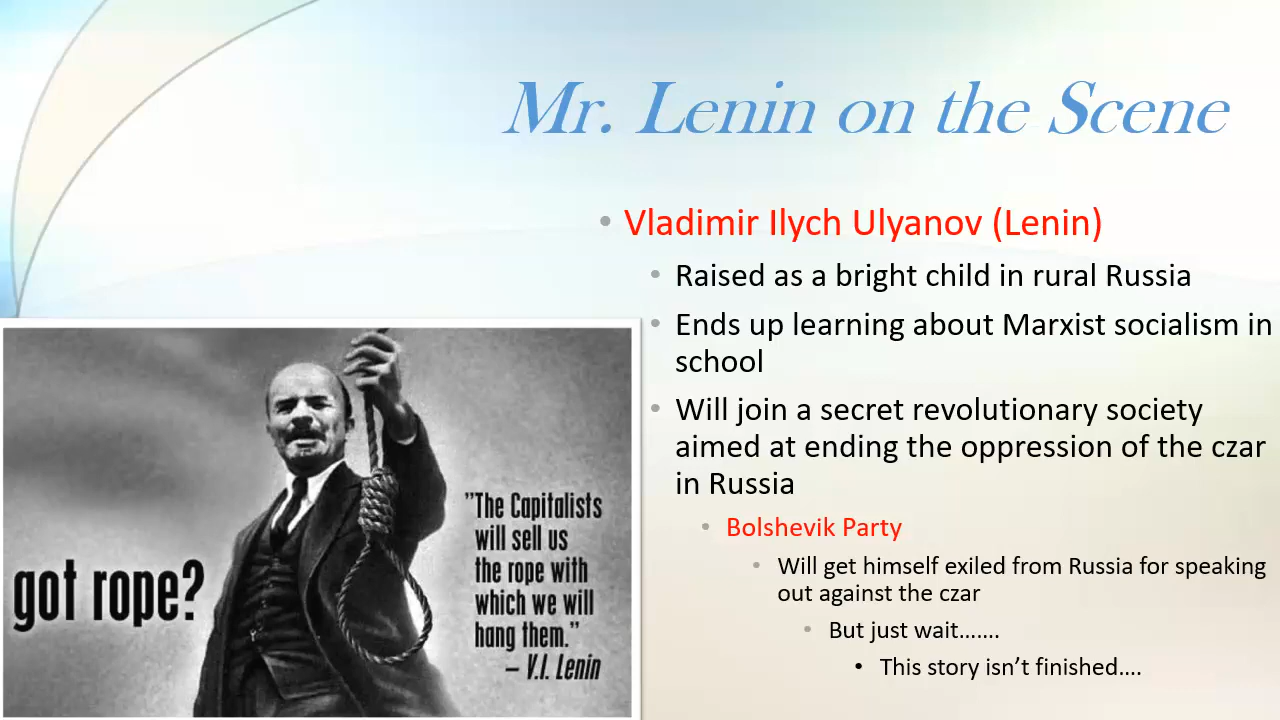 Mr. Lenin on the Scene
• Vladimir Ilych Ulyanov (Lenin)
• Raised as a bright child in rural Russia
• Ends up learning about Marxist socialism in
school
• Will join a secret revolutionary society
aimed at ending the oppression of the czar
in Russia
• Bolshevik Party
• Will get himself exiled from Russia for speaking
out against the czar
• But just wait…….
• This story isn’t finished….
got rope?
”The Capitalists
will sell us
the rope with
which we will
hang them.”
– V.I. Lenin